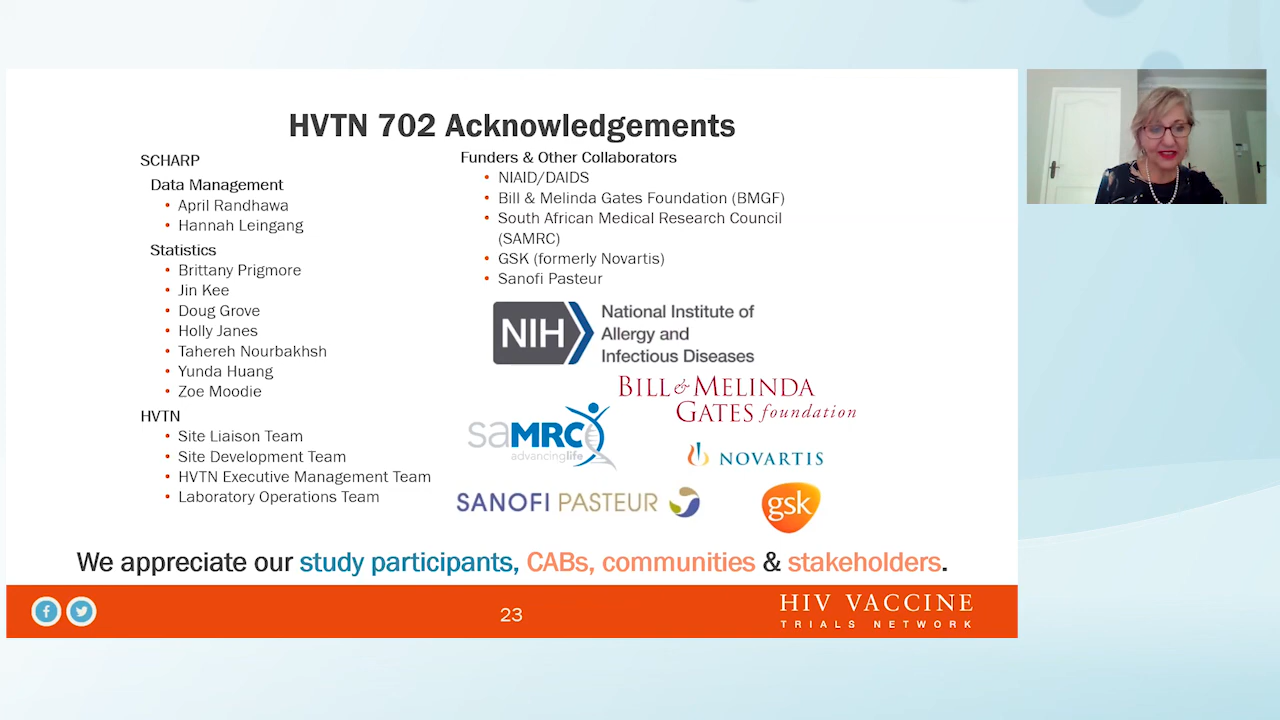 HVTN 702 Acknowledgements
SCHARP
Data Management
• April Randhawa
• Hannah Leingang
Statistics
• Brittany Prigmore
• Jin Kee
• Doug Grove
• Holly Janes
• Tahereh Nourbakhsh
• Yunda Huang
• Zoe Moodie
HVTN
• Site Liaison Team
• Site Development Team
• HVTN Executive Management Team
• Laboratory Operations Team
Funders & Other Collaborators
• NIAID/DAIDS
• Bill & Melinda Gates Foundation (BMGF)
• South African Medical Research Council
(SAMRC)
• GSK (formerly Novartis)
• Sanofi Pasteur
NIH
National Institute of
Allergy and
Infectious Diseases
BILL & MELINDA
GATES foundation
saMRC
advancinglife
NOVARTIS
SANOFI PASTEUR
gsk
We appreciate our study participants, CABs, communities & stakeholders.
23
HIV VACCINE
TRIALS NETWORK